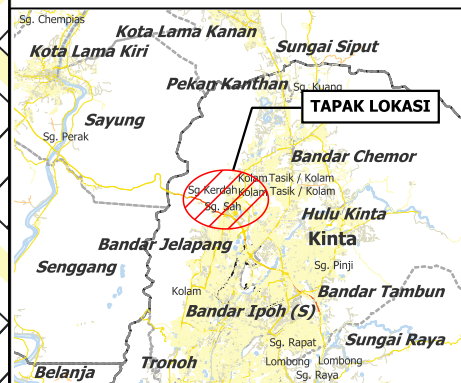 Sg. Chempias
Kota Lama Kanan
Kota Lama Kiri
Sungai Siput
Pekan Kanthan
Sg. Kuang
TAPAK LOKASI
Sayung
Sg. Perak
Bandar Chemor
Kolam Tasik / Kolam
Sg Kerdah Kolam Tasik / Kolam
Sg. Sah
Hulu Kinta
Kinta
Bandar Jelapang
Senggang
Sg. Pinji
Kolam
Bandar Tambun
Bandar Ipoh (S)
Sg. Rapat
Sungai Raya
Tronoh
Lombong
Lombong
Belanja
Sg. Raya